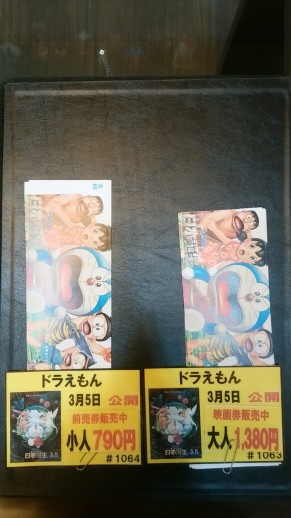 ドラえもん
3月5日 公開
前売券販売中
小人 790円
#1064
ドラえもん
3月5日 公開
映画券販売中
大人 1,380円
#1063